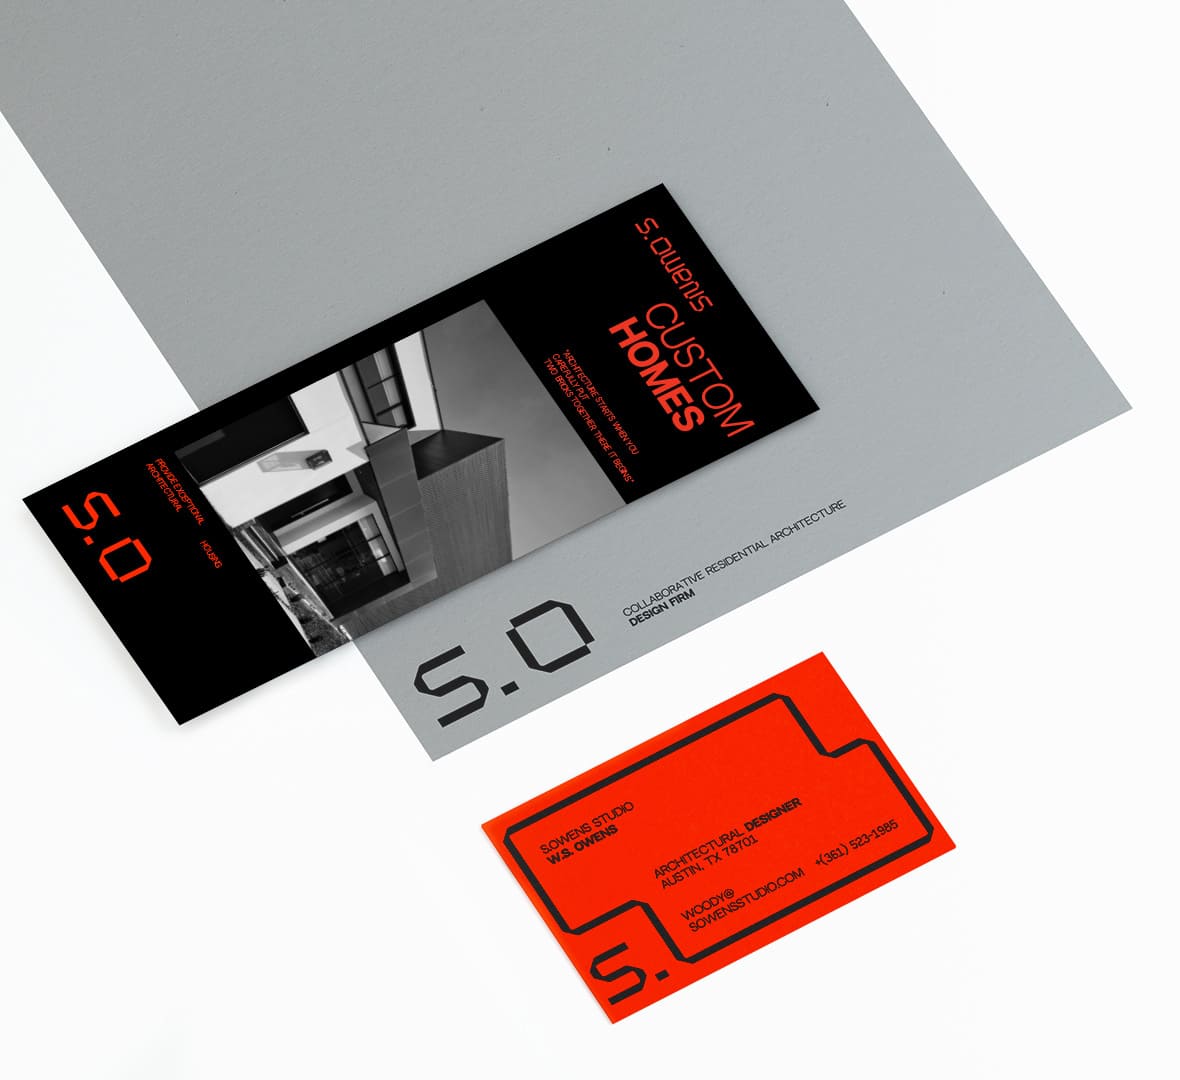 S.Owens
CUSTOM
HOMES
"ARCHITECTURE STARTS WHEN YOU
CAREFULLY PUT
TWO BRICKS TOGETHER THERE IT BEGINS"
PROVIDE EXCEPTIONAL
ARCHITECTURAL
HOUSING
S.O
S.O
COLLABORATIVE RESIDENTIAL ARCHITECTURE
DESIGN FIRM
S.OWENS STUDIO
W.S. OWENS
ARCHITECTURAL DESIGNER
AUSTIN, TX 78701
WOODY@
SOWENSSTUDIO.COM
+(361) 523-1985
S.